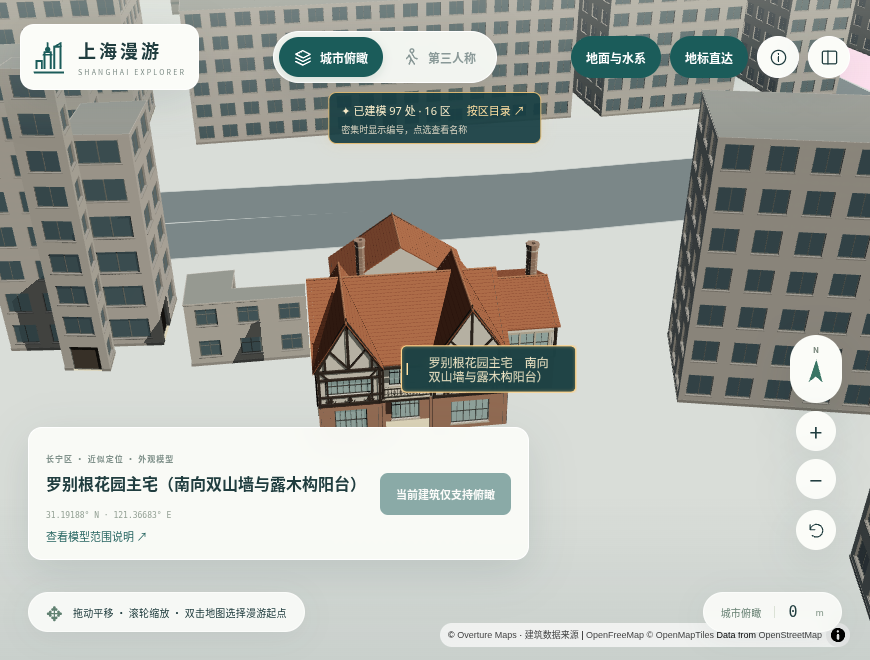 上海漫游
SHANGHAI EXPLORER
城市俯瞰
第三人称
地面与水系
地标直达
✦ 已建模 97 处 · 16 区 按区目录 ↗
密集时显示编号，点选查看名称
罗别根花园主宅 南向
双山墙与露木构阳台）
N
长宁区 · 近似定位 · 外观模型
罗别根花园主宅（南向双山墙与露木构阳台）
当前建筑仅支持俯瞰
31.19188° N · 121.36683° E
查看模型范围说明 ↗
拖动平移 · 滚轮缩放 · 双击地图选择漫游起点
城市俯瞰 0 m
© Overture Maps · 建筑数据来源 | OpenFreeMap © OpenMapTiles Data from OpenStreetMap